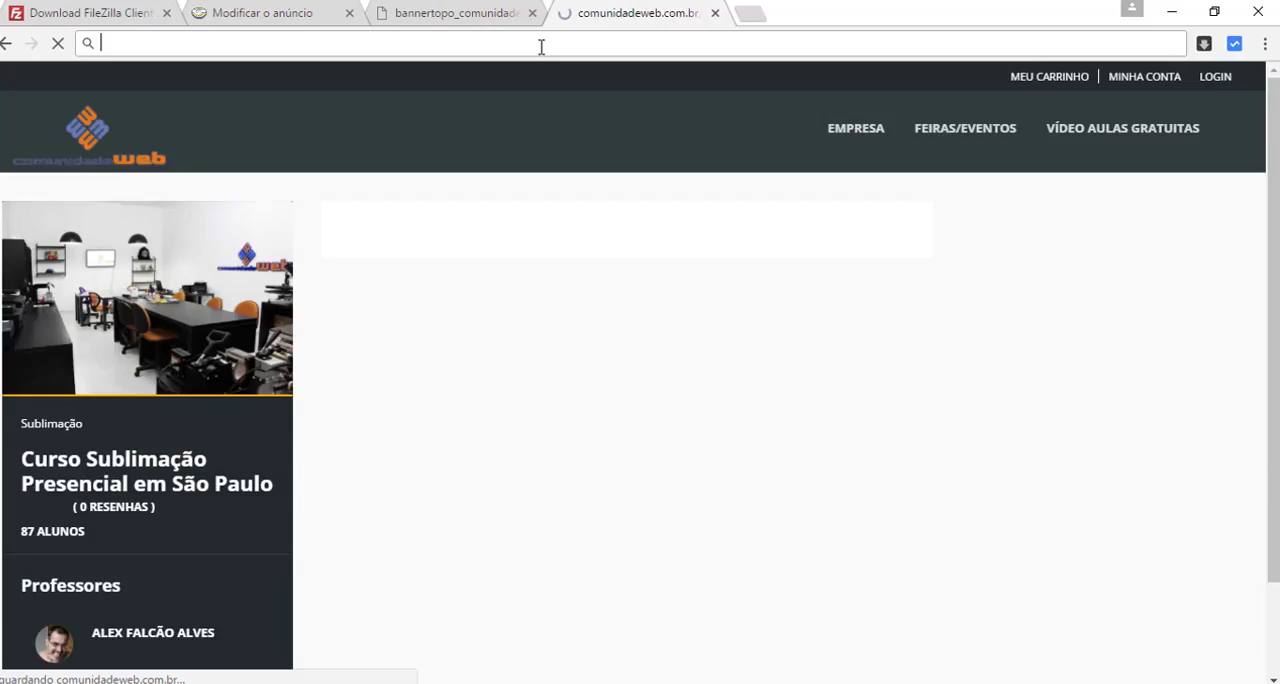 Download FileZilla Client
Modificar o anúncio
bannertopo_comunidade
comunidadeweb.com.br
MEU CARRINHO
MINHA CONTA
LOGIN
comunidadeweb
EMPRESA
FEIRAS/EVENTOS
VÍDEO AULAS GRATUITAS
Sublimação
Curso Sublimação
Presencial em São Paulo
( 0 RESENHAS )
87 ALUNOS
Professores
ALEX FALCÃO ALVES
guardando comunidadeweb.com.br...